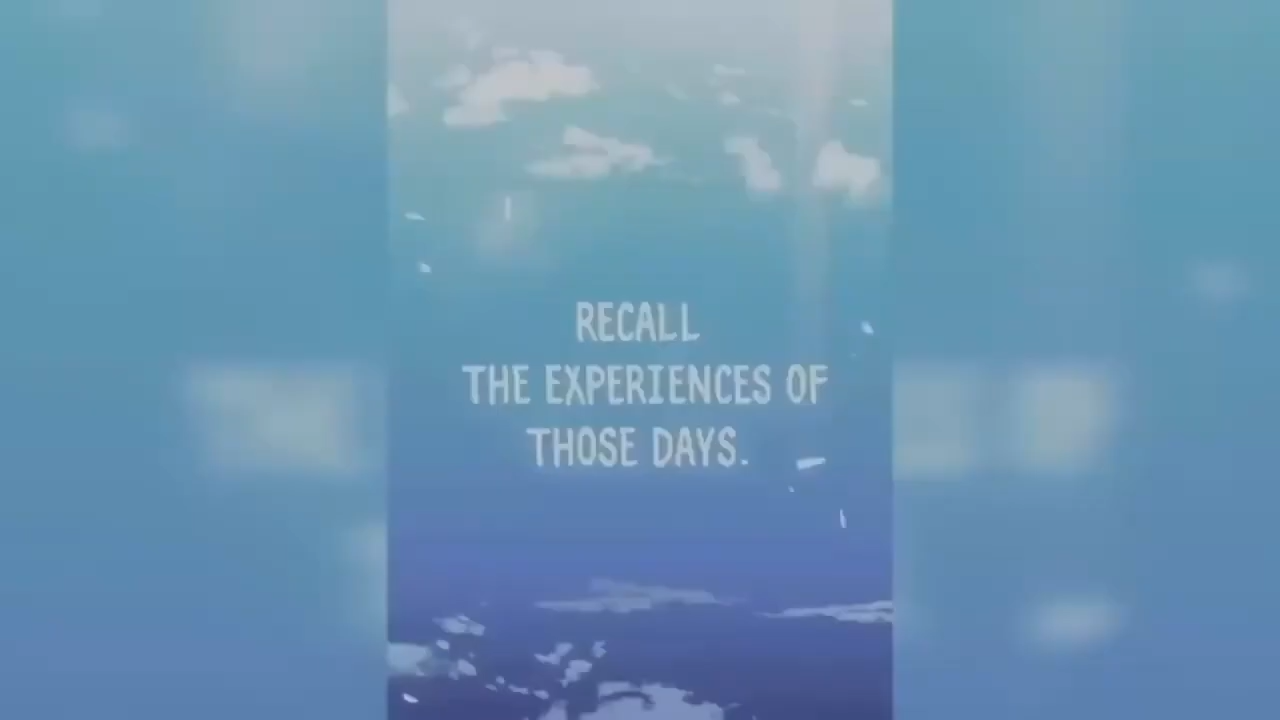 RECALL
THE EXPERIENCES OF
THOSE DAYS.